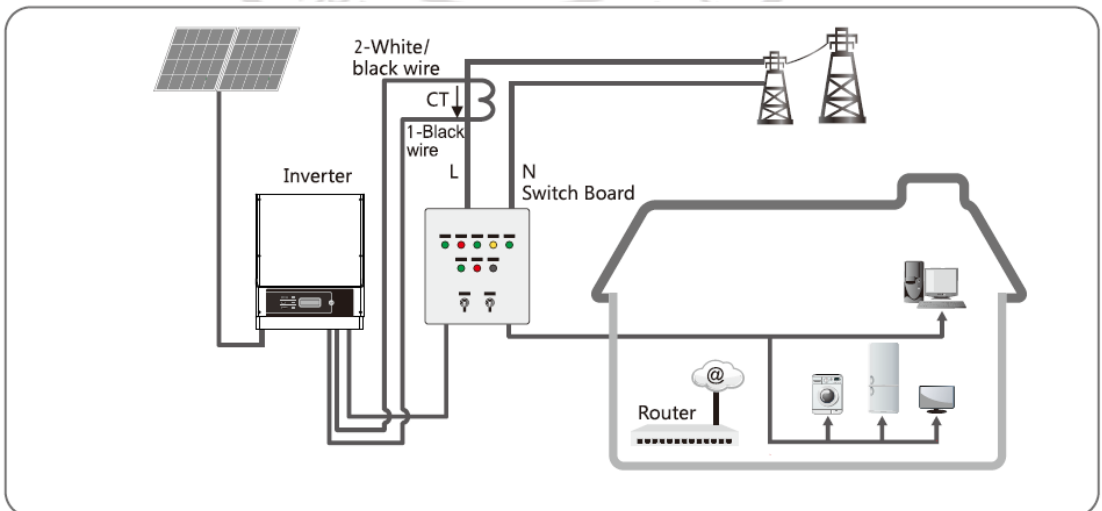 2-White/
black wire
CT
1-Black
wire
L
N
Switch Board
Inverter
@
Router